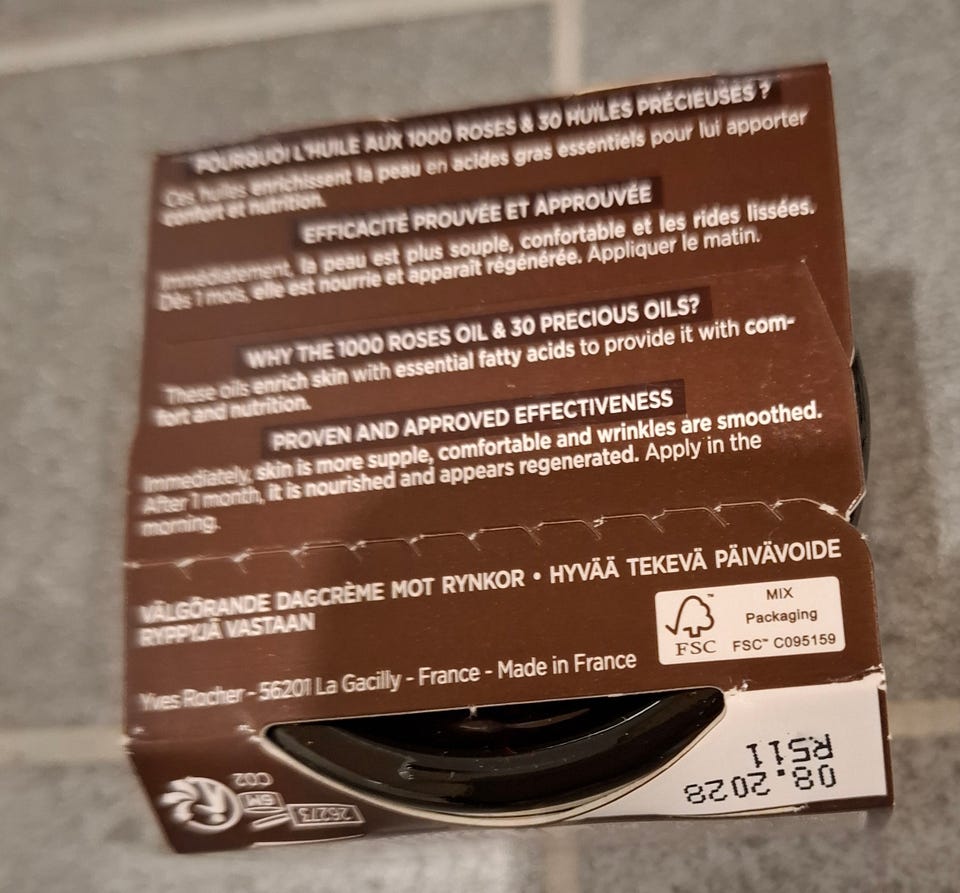 POURQUOI L'HUILE AUX 1000 ROSES & 30 HUILES PRÉCIEUSES ?
Ces huiles enrichissent la peau en acides gras essentiels pour lui apporter
confort et nutrition.
EFFICACITÉ PROUVÉE ET APPROUVÉE
Immédiatement, la peau est plus souple, confortable et les rides lissées.
Dès 1 mois, elle est nourrie et apparaît régénérée. Appliquer le matin.
WHY THE 1000 ROSES OIL & 30 PRECIOUS OILS?
These oils enrich skin with essential fatty acids to provide it with com-
fort and nutrition.
PROVEN AND APPROVED EFFECTIVENESS
Immediately, skin is more supple, comfortable and wrinkles are smoothed.
After 1 month, it is nourished and appears regenerated. Apply in the
morning.
VÄLGÖRANDE DAGCRÈME MOT RYNKOR • HYVÄÄ TEKEVÄ PÄIVÄVOIDE
RYPPYJÄ VASTAAN
Yves Rocher - 56201 La Gacilly - France - Made in France
FSC™
MIX
Packaging
FSC™ C095159
08.2028
R511
C02
6M
26273